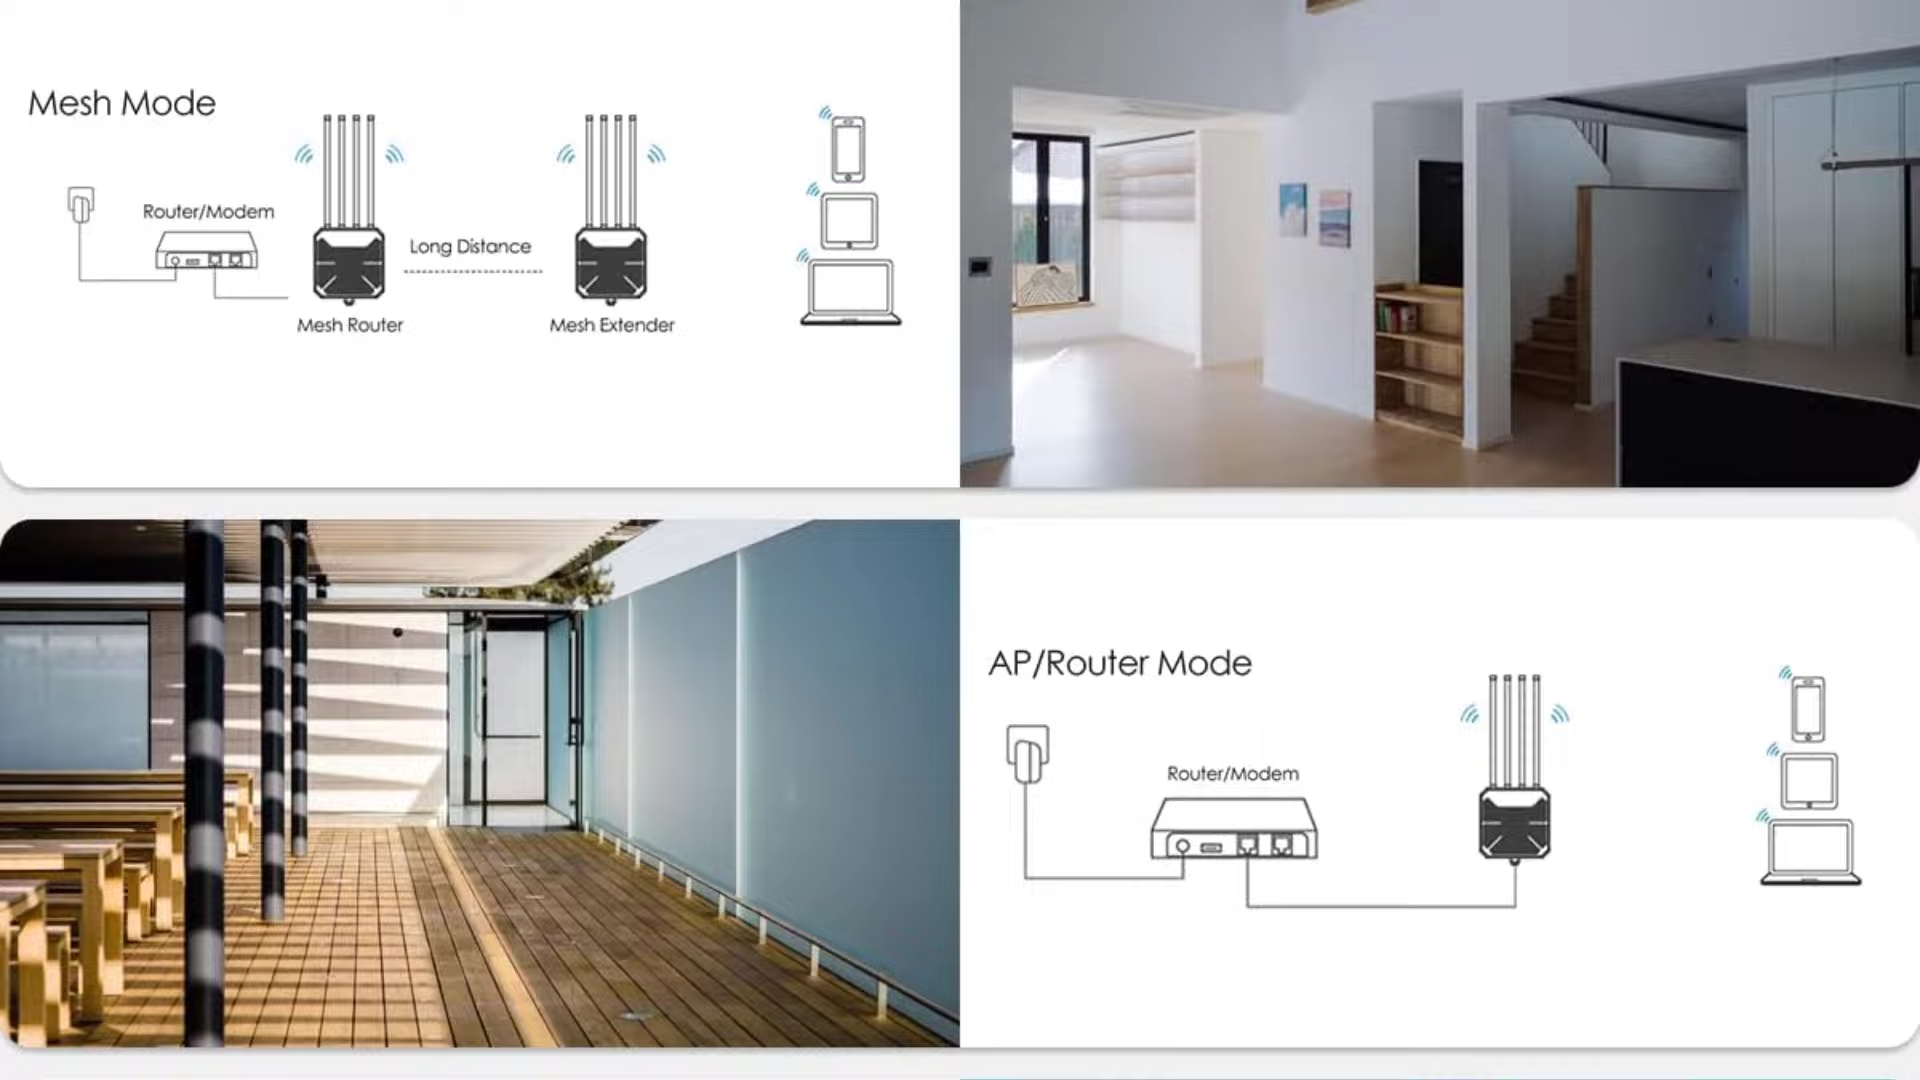 Mesh Mode
Router/Modem
Long Distance
Mesh Router
Mesh Extender
AP/Router Mode
Router/Modem